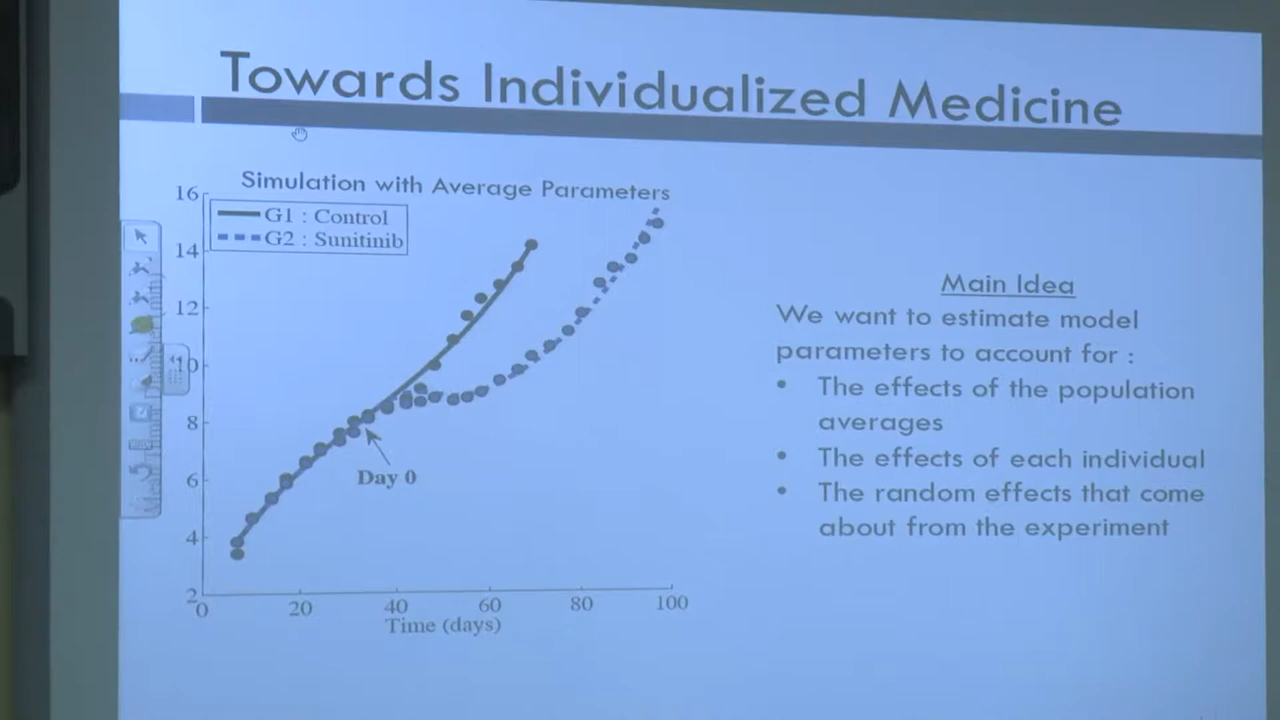 Towards Individualized Medicine
Simulation with Average Parameters
G1 : Control
G2 : Sunitinib
16
14
12
10
8
6
4
2
Day 0
0
20
40
60
80
100
Time (days)
Main Idea
We want to estimate model
parameters to account for :
• The effects of the population
averages
• The effects of each individual
• The random effects that come
about from the experiment